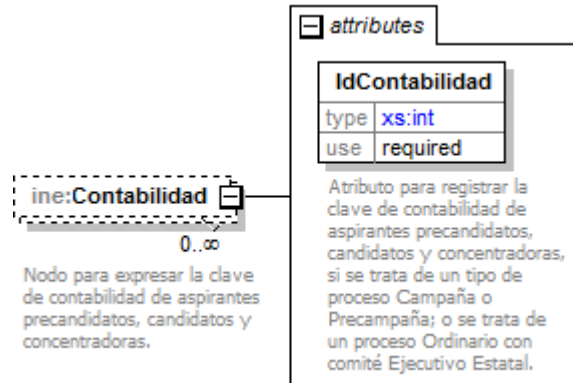 attributes
IdContabilidad
type xs:int
use required
Atributo para registrar la
clave de contabilidad de
aspirantes precandidatos,
candidatos y concentradoras,
si se trata de un tipo de
proceso Campaña o
Precampaña; o se trata de
un proceso Ordinario con
comité Ejecutivo Estatal.
ine:Contabilidad
0..∞
Nodo para expresar la clave
de contabilidad de aspirantes
precandidatos, candidatos y
concentradoras.